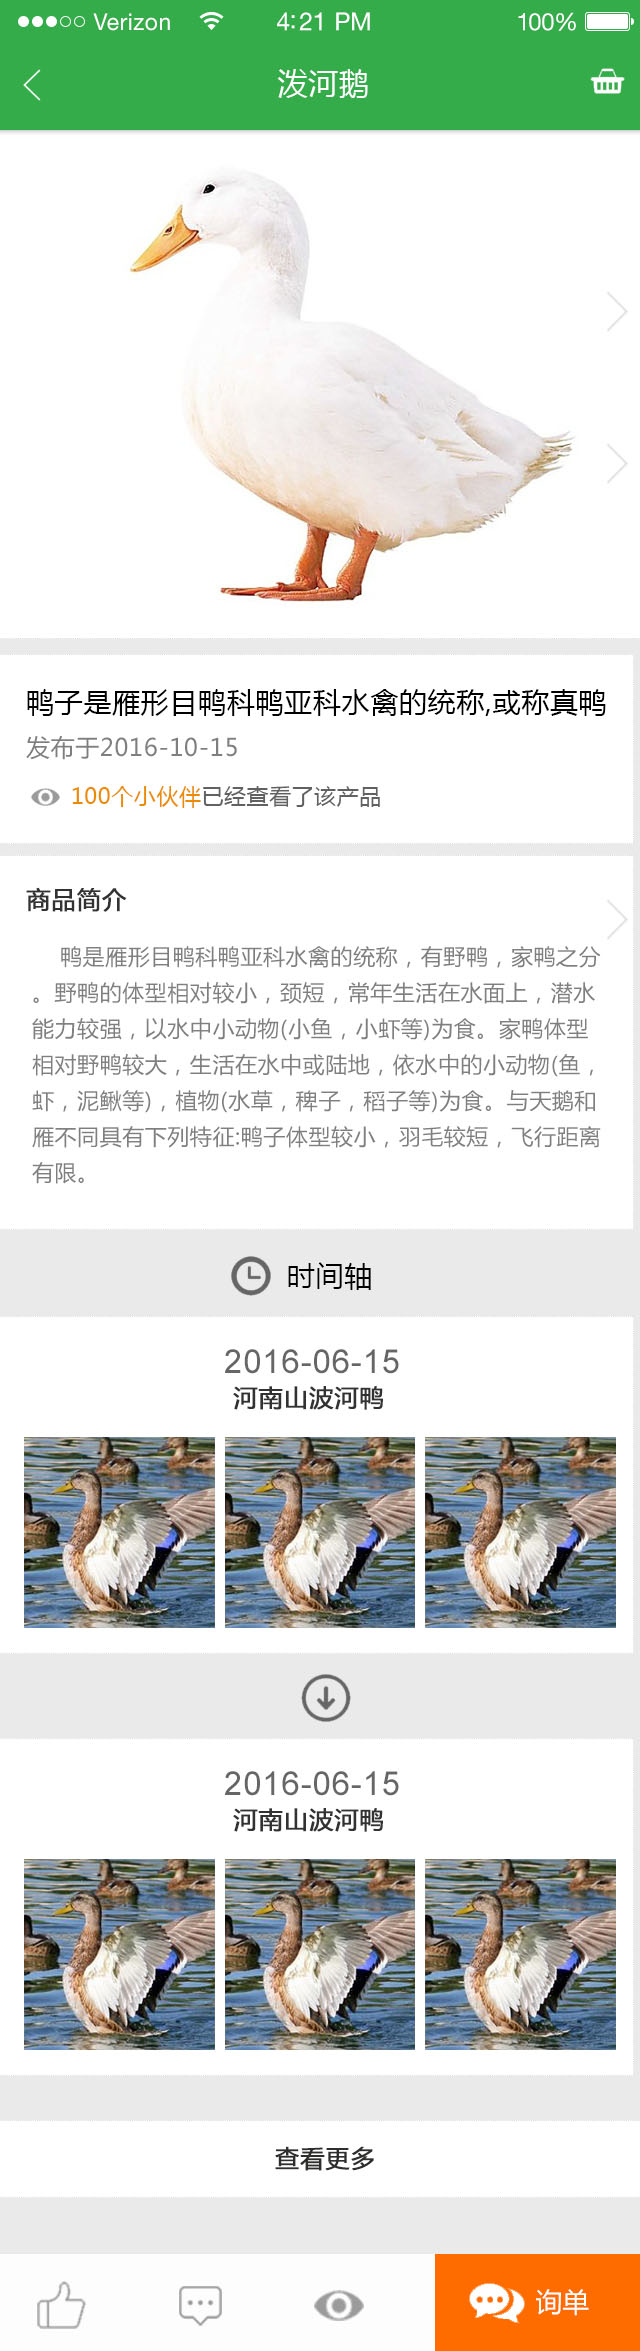 Verizon 4:21 PM 100%
泼河鹅
鸭子是雁形目鸭科鸭亚科水禽的统称,或称真鸭
发布于2016-10-15
100个小伙伴已经查看了该产品
商品简介
鸭是雁形目鸭科鸭亚科水禽的统称，有野鸭，家鸭之分
。野鸭的体型相对较小，颈短，常年生活在水面上，潜水
能力较强，以水中小动物(小鱼，小虾等)为食。家鸭体型
相对野鸭较大，生活在水中或陆地，依水中的小动物(鱼，
虾，泥鳅等)，植物(水草，稗子，稻子等)为食。与天鹅和
雁不同具有下列特征:鸭子体型较小，羽毛较短，飞行距离
有限。
时间轴
2016-06-15
河南山波河鸭
2016-06-15
河南山波河鸭
查看更多
询单